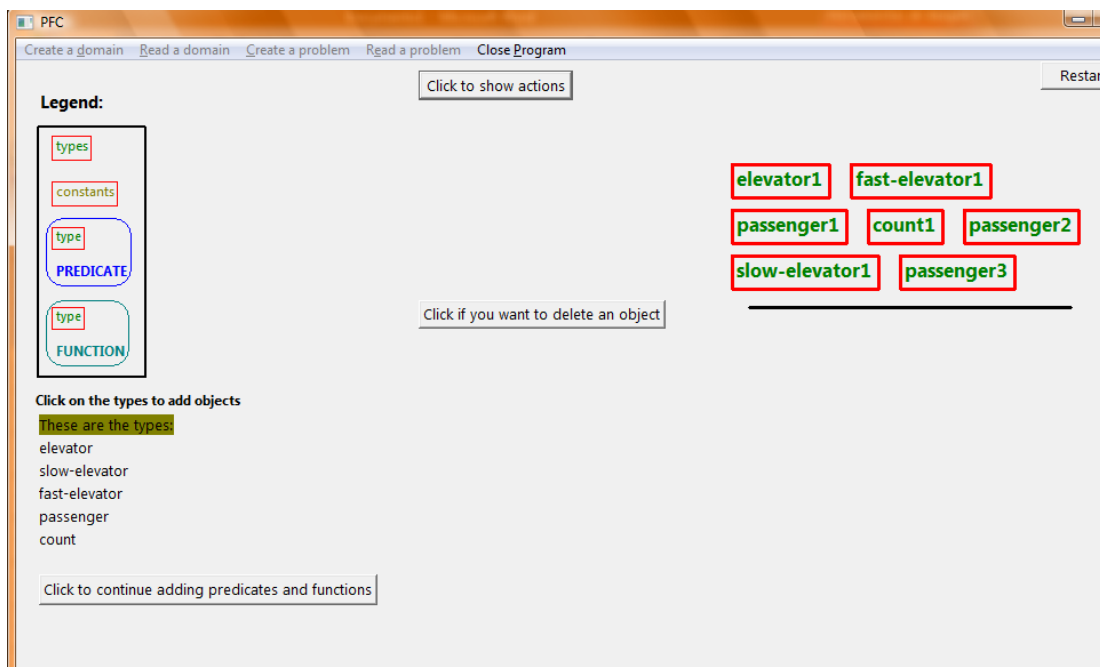 PFC
Create a domain Read a domain Create a problem Read a problem Close Program
Click to show actions
Restar
Legend:
types
constants
type
PREDICATE
type
FUNCTION
elevator1 fast-elevator1
passenger1 count1 passenger2
slow-elevator1 passenger3
Click if you want to delete an object
Click on the types to add objects
These are the types:
elevator
slow-elevator
fast-elevator
passenger
count
Click to continue adding predicates and functions